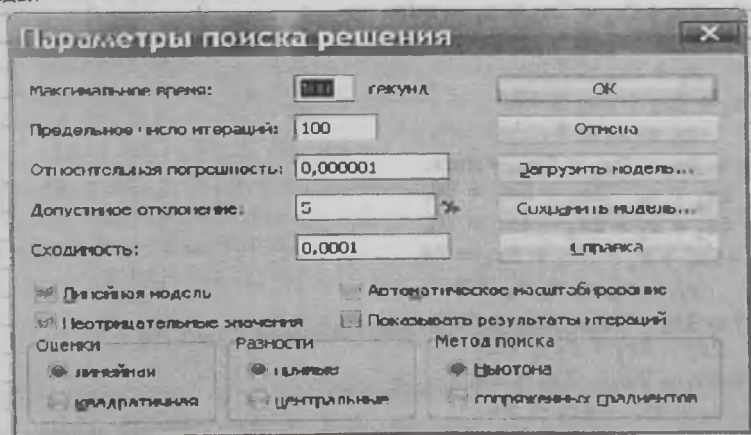 Параметры поиска решения
Максимальное время: секунд
ОК
Предельное число итераций: 100
Отмена
Относительная погрешность: 0,000001
Загрузить модель...
Допустимое отклонение: 5 %
Сохранить модель...
Сходимость: 0,0001
Справка
Линейная модель
Автоматическое масштабирование
Неотрицательные значения
Показывать результаты итераций
Оценки
Разности
Метод поиска
линейная
прямые
Ньютона
квадратичная
центральные
сопряженных градиентов